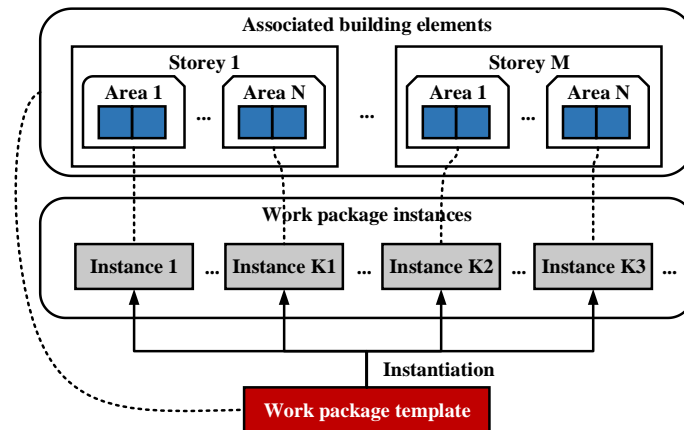 Associated building elements
Storey 1
Storey M
Area 1
...
Area N
...
Area 1
...
Area N
Work package instances
Instance 1
...
Instance K1
...
Instance K2
...
Instance K3
...
Instantiation
Work package template